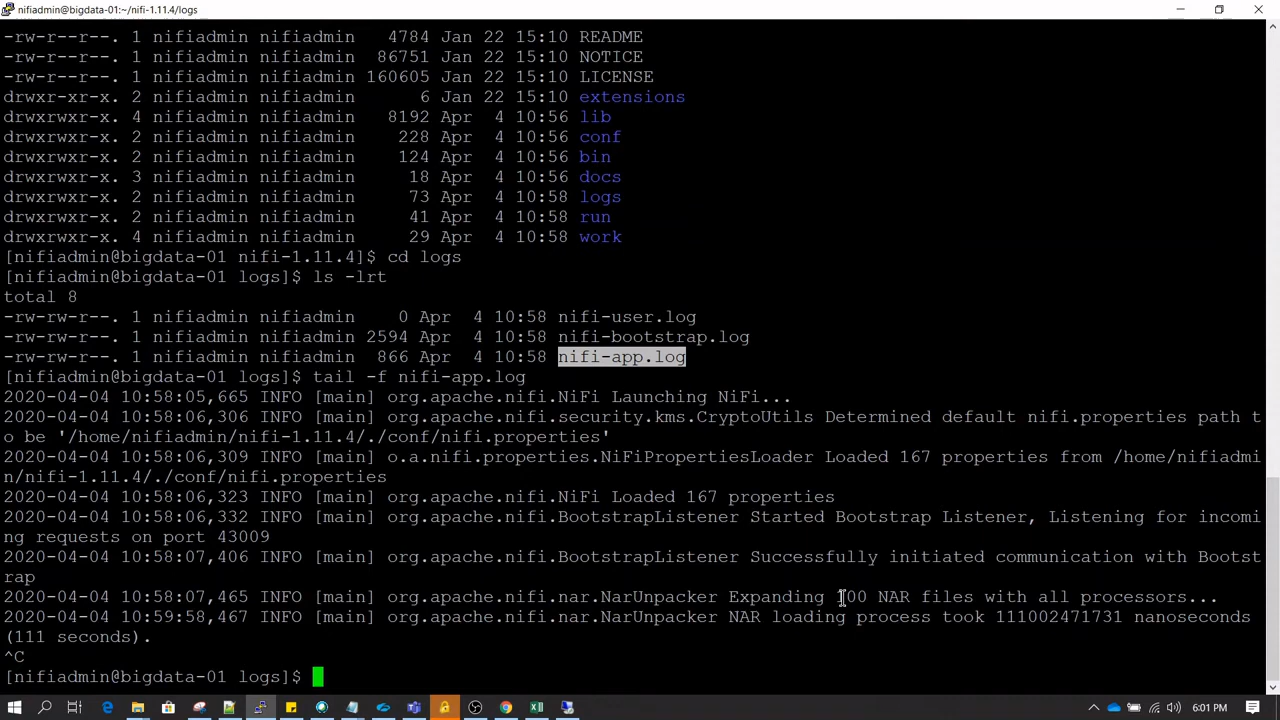 nifiadmin@bigdata-01:~/nifi-1.11.4/logs
-rw-r--r--. 1 nifiadmin nifiadmin   4784 Jan 22 15:10 README
-rw-r--r--. 1 nifiadmin nifiadmin  86751 Jan 22 15:10 NOTICE
-rw-r--r--. 1 nifiadmin nifiadmin 160605 Jan 22 15:10 LICENSE
drwxr-xr-x. 2 nifiadmin nifiadmin      6 Jan 22 15:10 extensions
drwxrwxr-x. 4 nifiadmin nifiadmin   8192 Apr  4 10:56 lib
drwxrwxr-x. 2 nifiadmin nifiadmin    228 Apr  4 10:56 conf
drwxrwxr-x. 2 nifiadmin nifiadmin    124 Apr  4 10:56 bin
drwxrwxr-x. 3 nifiadmin nifiadmin     18 Apr  4 10:56 docs
drwxrwxr-x. 2 nifiadmin nifiadmin     73 Apr  4 10:58 logs
drwxrwxr-x. 2 nifiadmin nifiadmin     41 Apr  4 10:58 run
drwxrwxr-x. 4 nifiadmin nifiadmin     29 Apr  4 10:58 work
[nifiadmin@bigdata-01 nifi-1.11.4]$ cd logs
[nifiadmin@bigdata-01 logs]$ ls -lrt
total 8
-rw-rw-r--. 1 nifiadmin nifiadmin    0 Apr  4 10:58 nifi-user.log
-rw-rw-r--. 1 nifiadmin nifiadmin 2594 Apr  4 10:58 nifi-bootstrap.log
-rw-rw-r--. 1 nifiadmin nifiadmin  866 Apr  4 10:58 nifi-app.log
[nifiadmin@bigdata-01 logs]$ tail -f nifi-app.log
2020-04-04 10:58:05,665 INFO [main] org.apache.nifi.NiFi Launching NiFi...
2020-04-04 10:58:06,306 INFO [main] org.apache.nifi.security.kms.CryptoUtils Determined default nifi.properties path t
o be '/home/nifiadmin/nifi-1.11.4/./conf/nifi.properties'
2020-04-04 10:58:06,309 INFO [main] o.a.nifi.properties.NiFiPropertiesLoader Loaded 167 properties from /home/nifiadmi
n/nifi-1.11.4/./conf/nifi.properties
2020-04-04 10:58:06,323 INFO [main] org.apache.nifi.NiFi Loaded 167 properties
2020-04-04 10:58:06,332 INFO [main] org.apache.nifi.BootstrapListener Started Bootstrap Listener, Listening for incomi
ng requests on port 43009
2020-04-04 10:58:07,406 INFO [main] org.apache.nifi.BootstrapListener Successfully initiated communication with Bootst
rap
2020-04-04 10:58:07,465 INFO [main] org.apache.nifi.nar.NarUnpacker Expanding 100 NAR files with all processors...
2020-04-04 10:59:58,467 INFO [main] org.apache.nifi.nar.NarUnpacker NAR loading process took 111002471731 nanoseconds
(111 seconds).
^C
[nifiadmin@bigdata-01 logs]$
6:01 PM